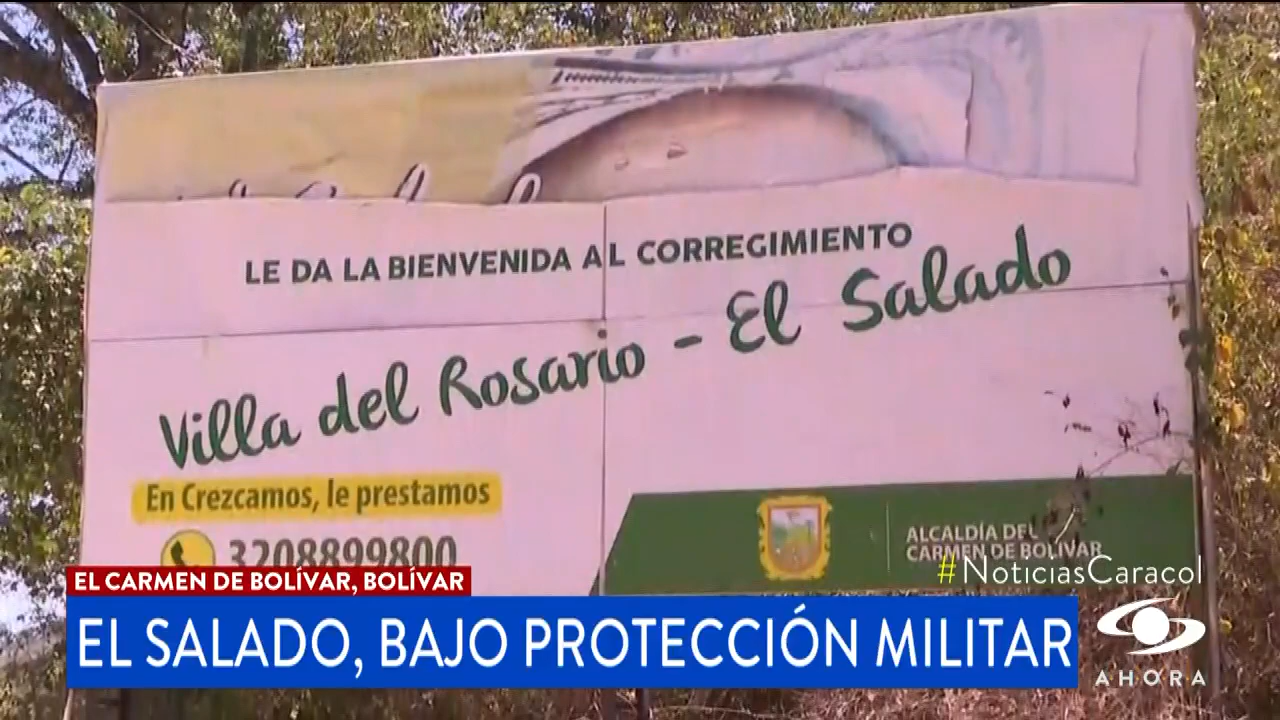 LE DA LA BIENVENIDA AL CORREGIMIENTO
Villa del Rosario - El Salado
En Crezcamos, le prestamos
3208899800
ALCALDÍA DEL
CARMEN DE BOLÍVAR
#NoticiasCaracol
EL CARMEN DE BOLÍVAR, BOLÍVAR
EL SALADO, BAJO PROTECCIÓN MILITAR
AHORA